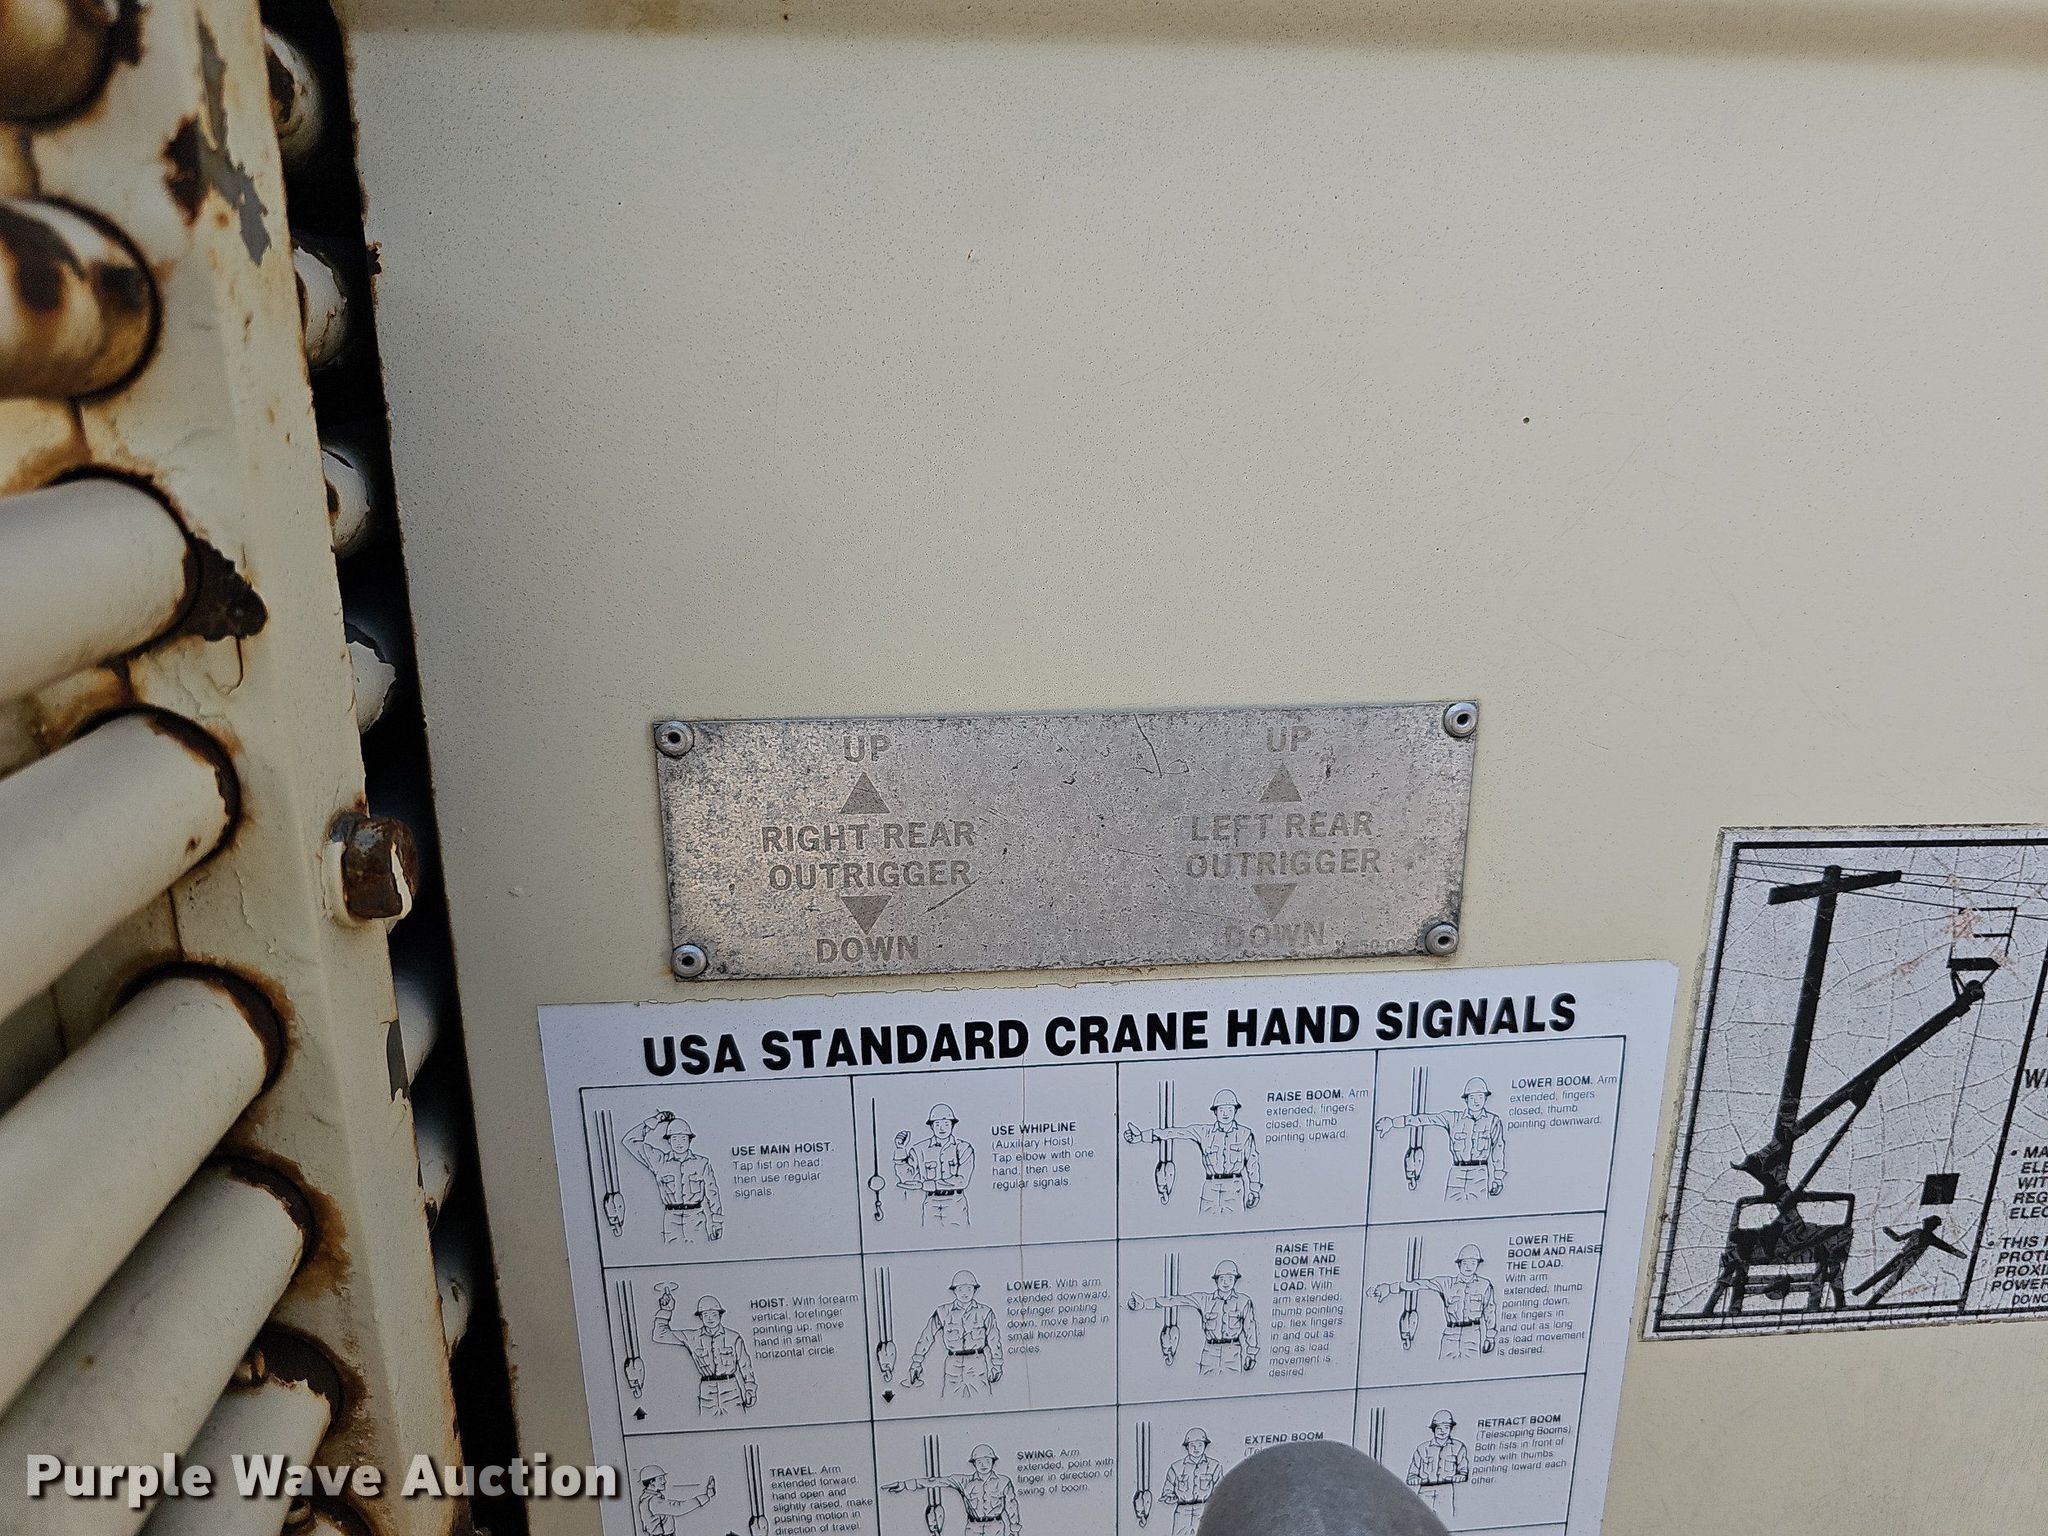 UP
RIGHT REAR
OUTRIGGER
DOWN
UP
LEFT REAR
OUTRIGGER
DOWN
USA STANDARD CRANE HAND SIGNALS
USE MAIN HOIST.
Tap fist on head;
then use regular
signals.
USE WHIPLINE
(Auxiliary Hoist).
Tap elbow with one
hand, then use
regular signals.
RAISE BOOM. Arm
extended, fingers
closed, thumb
pointing upward.
LOWER BOOM. Arm
extended, fingers
closed, thumb
pointing downward.
HOIST. With forearm
vertical, forefinger
pointing up, move
hand in small
horizontal circle.
LOWER. With arm
extended downward,
forefinger pointing
down, move hand in
small horizontal
circles.
RAISE THE
BOOM AND
LOWER THE
LOAD. With
arm extended,
thumb pointing
up, flex fingers
in and out as
long as load
movement is
desired.
LOWER THE
BOOM AND RAISE
THE LOAD.
With arm
extended, thumb
pointing down,
flex fingers in
and out as long
as load movement
is desired.
TRAVEL. Arm
extended forward,
hand open and
slightly raised, make
pushing motion in
direction of travel.
SWING. Arm
extended, point with
finger in direction of
swing of boom.
EXTEND BOOM
RETRACT BOOM
(Telescoping Booms).
Both fists in front of
body with thumbs
pointing toward each
other.
THIS
Purple Wave Auction